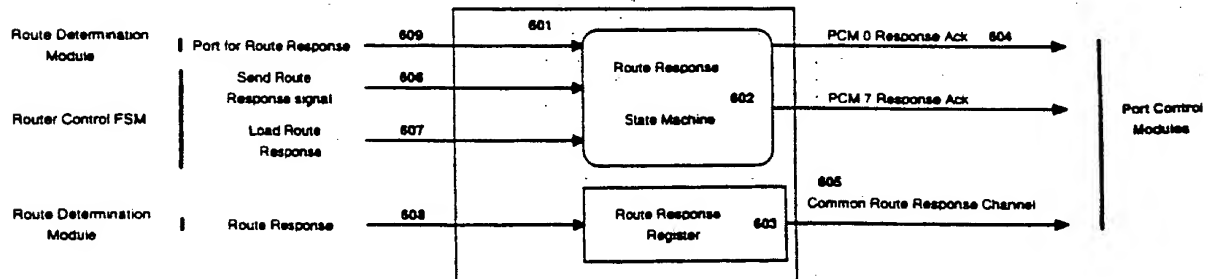 Route Determination
Module
Port for Route Response
609
601
PCM 0 Response Ack 604
Send Route
Response signal
606
Route Response
State Machine
602
PCM 7 Response Ack
Router Control FSM
Load Route
Response
607
Port Control
Modules
605
Common Route Response Channel
Route Determination
Module
Route Response
608
Route Response
Register
603